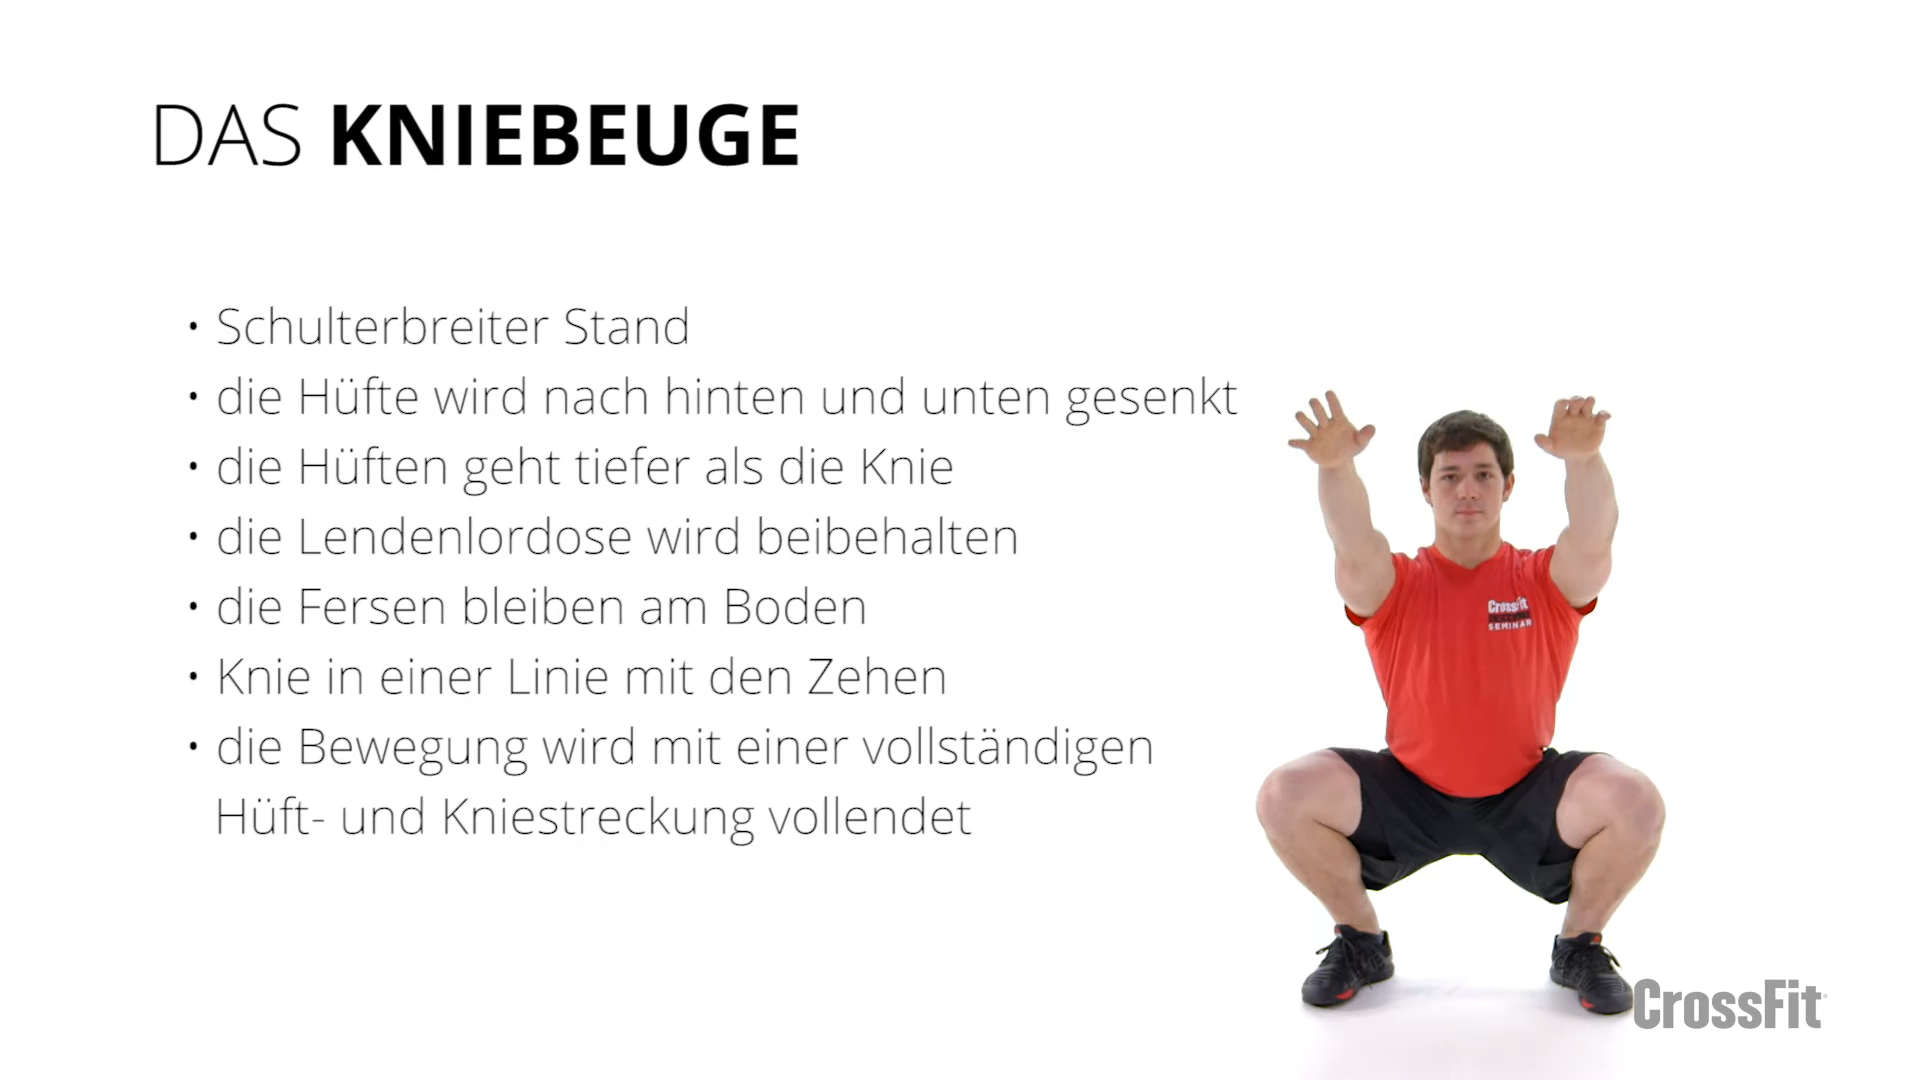 DAS KNIEBEUGE
• Schulterbreiter Stand
• die Hüfte wird nach hinten und unten gesenkt
• die Hüften geht tiefer als die Knie
• die Lendenlordose wird beibehalten
• die Fersen bleiben am Boden
• Knie in einer Linie mit den Zehen
• die Bewegung wird mit einer vollständigen
Hüft- und Kniestreckung vollendet
CrossFit
SEMINAR
CrossFit